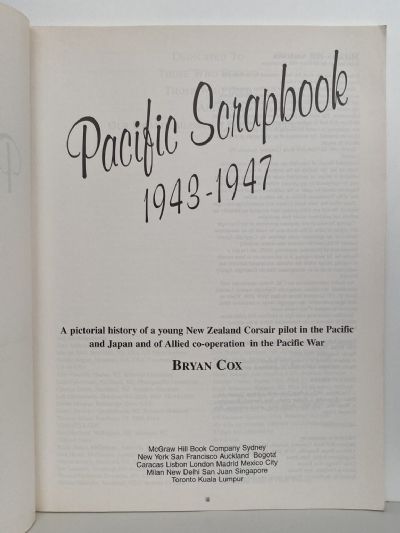 Pacific Scrapbook
1943-1947
A pictorial history of a young New Zealand Corsair pilot in the Pacific
and Japan and of Allied co-operation in the Pacific War
BRYAN COX
McGraw Hill Book Company Sydney
New York San Francisco Auckland Bogotá
Caracas Lisbon London Madrid Mexico City
Milan New Delhi San Juan Singapore
Toronto Kuala Lumpur